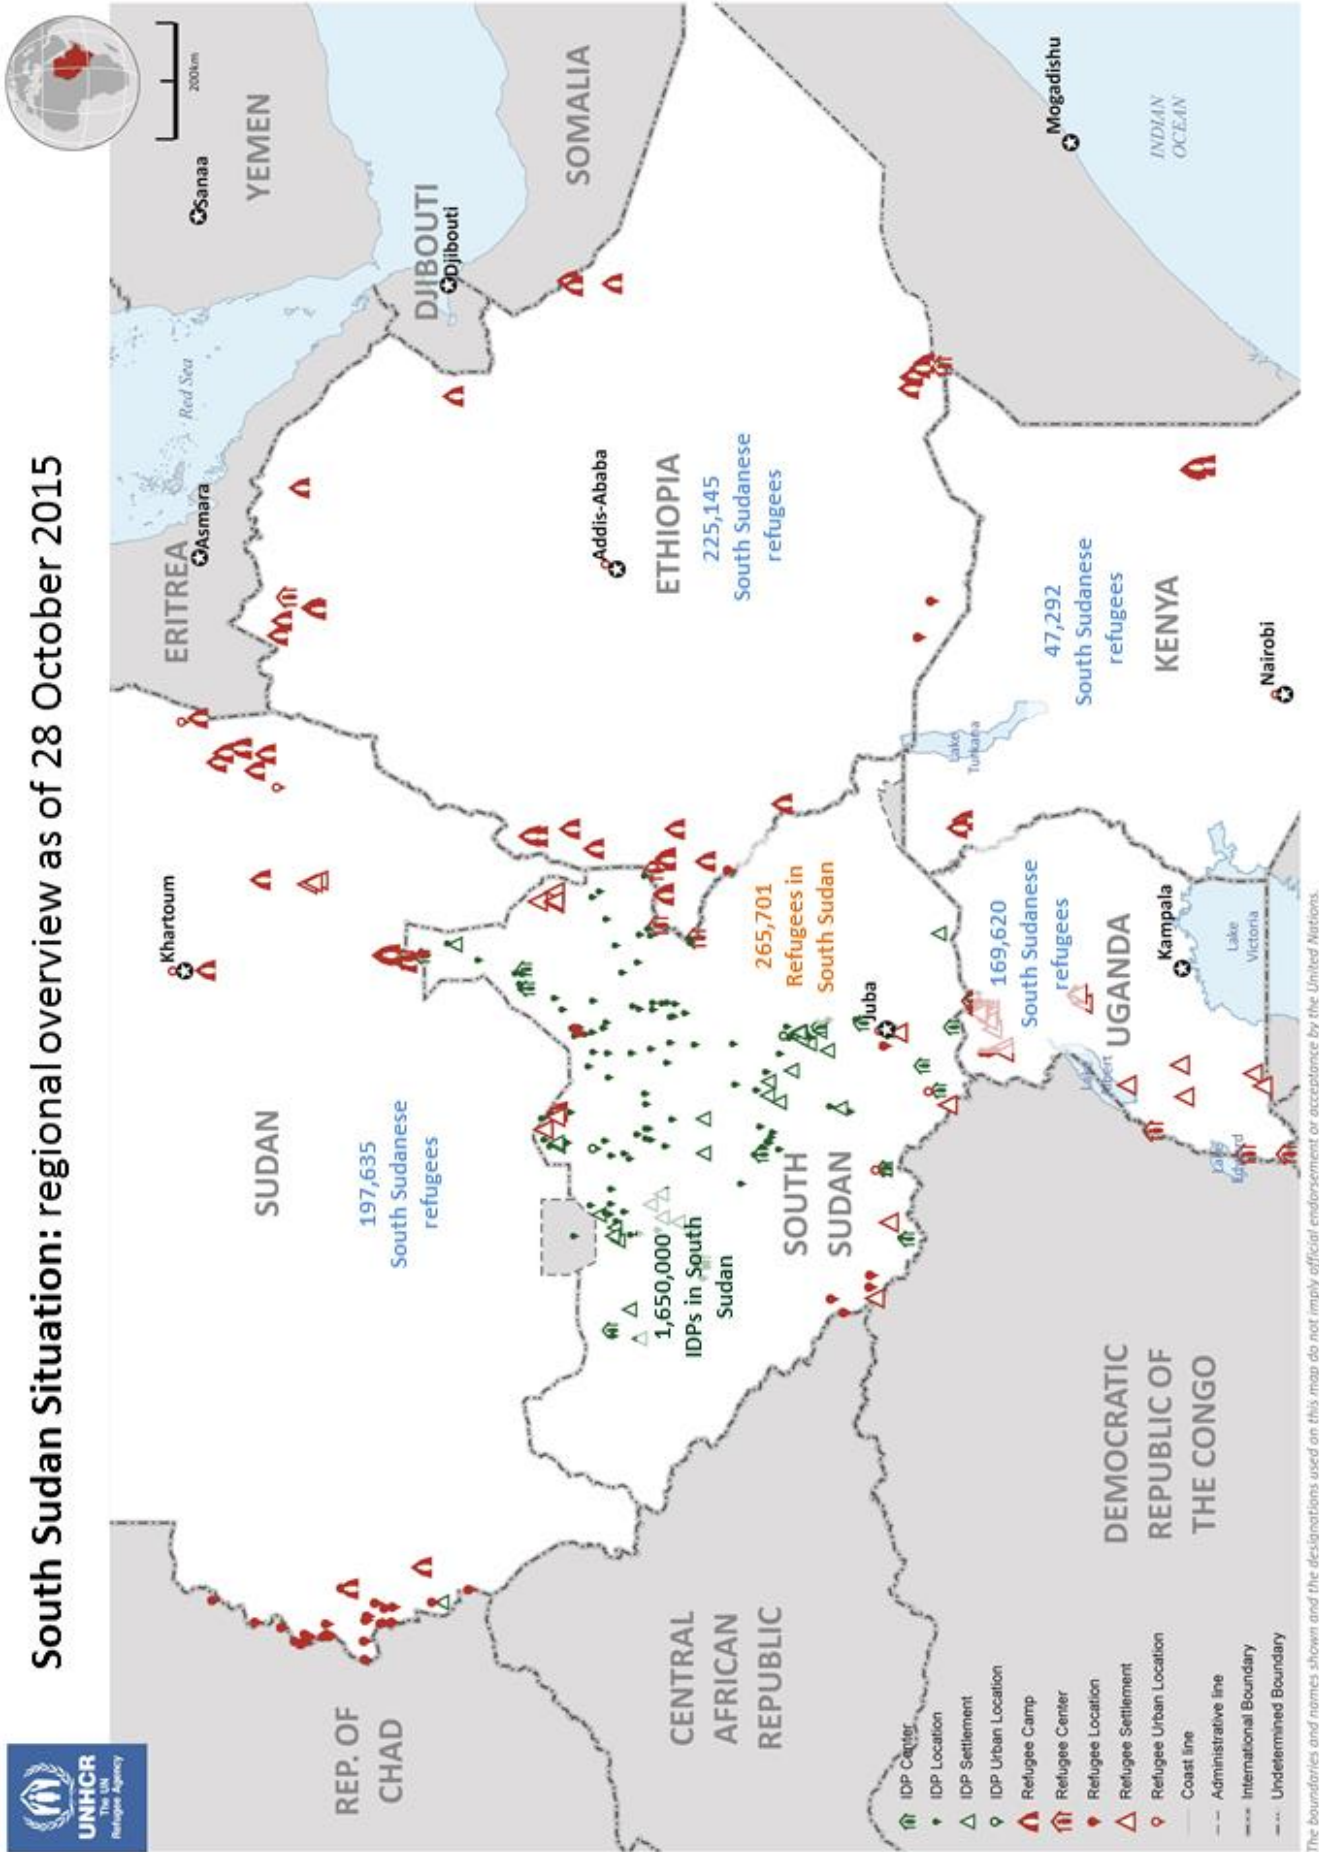 South Sudan Situation: regional overview as of 28 October 2015
UNHCR
The UN
Refugee Agency
200km
Khartoum
ERITREA
Asmara
Red Sea
Sanaa
YEMEN
DJIBOUTI
Djibouti
SOMALIA
REP. OF
CHAD
SUDAN
197,635
South Sudanese
refugees
Addis-Ababa
ETHIOPIA
225,145
South Sudanese
refugees
CENTRAL
AFRICAN
REPUBLIC
1,650,000
IDPs in South
Sudan
SOUTH
SUDAN
265,701
Refugees in
South Sudan
Juba
Lake
Turkana
47,292
South Sudanese
refugees
KENYA
Nairobi
Mogadishu
INDIAN
OCEAN
169,620
South Sudanese
refugees
UGANDA
Kampala
Lake
Victoria
Lake
Edward
DEMOCRATIC
REPUBLIC OF
THE CONGO
IDP Center
IDP Location
IDP Settlement
IDP Urban Location
Refugee Camp
Refugee Center
Refugee Location
Refugee Settlement
Refugee Urban Location
Coast line
Administrative line
International Boundary
Undetermined Boundary
The boundaries and names shown and the designations used on this map do not imply official endorsement or acceptance by the United Nations.